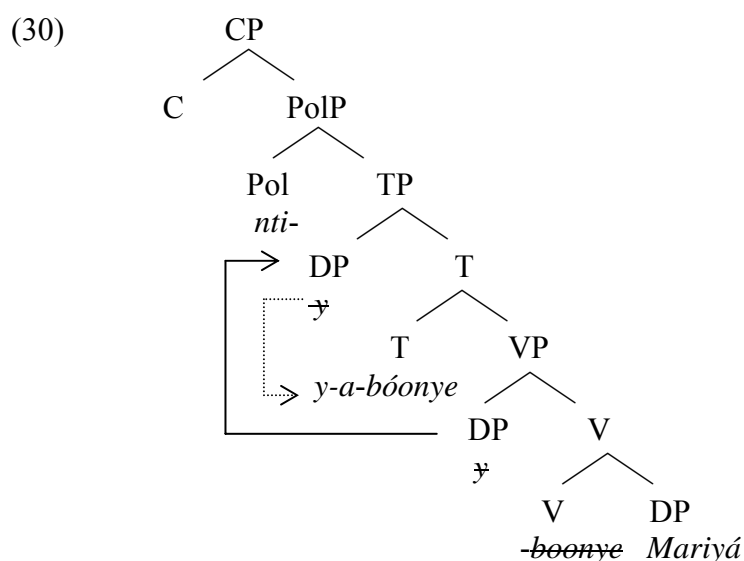 (30) CP
C PolP
Pol TP
nti-
DP T
y
T VP
y-a-bóonye
DP V
y
V DP
-boonye Mariyá